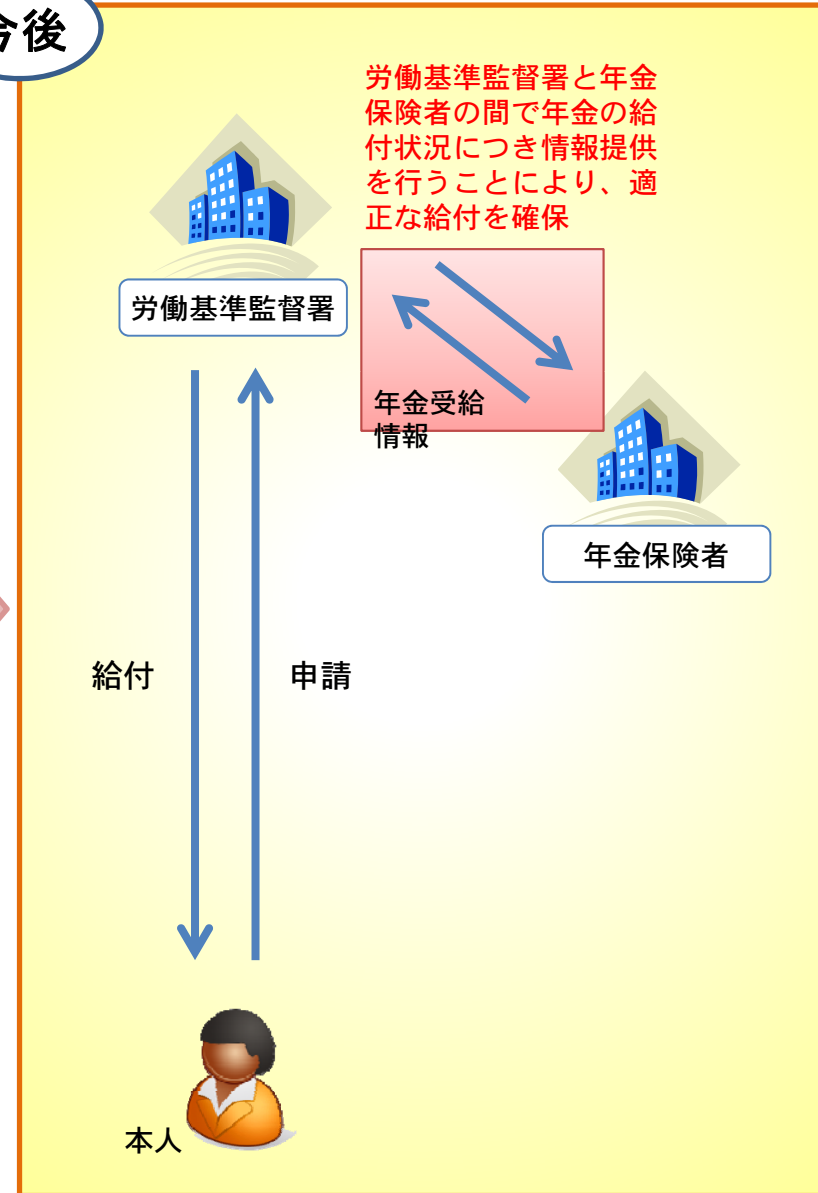 今後
労働基準監督署と年金
保険者の間で年金の給
付状況につき情報提供
を行うことにより、適
正な給付を確保
労働基準監督署
年金受給
情報
年金保険者
給付
申請
本人